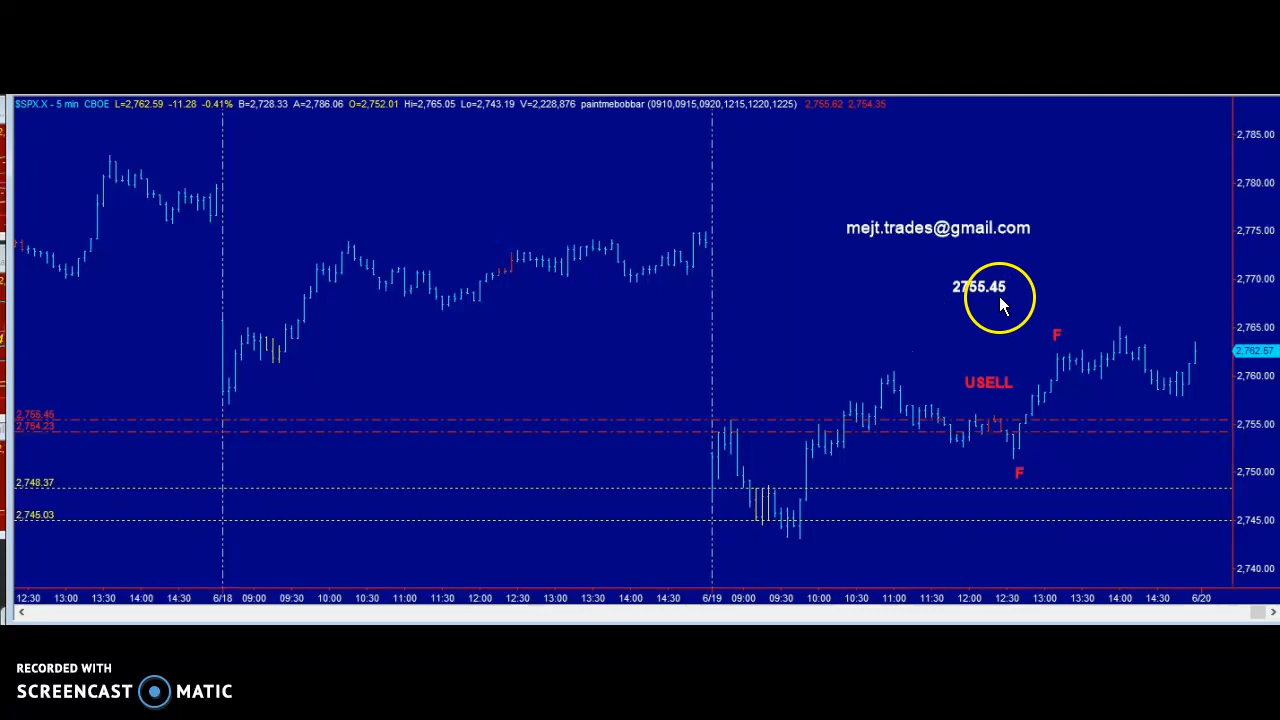 $SPX.X - 5 min CBOE L=2,762.59 -11.28 -0.41% B=2,728.33 A=2,786.06 O=2,752.01 Hi=2,765.05 Lo=2,743.19 V=2,228,876 paintmebobbar (0910,0915,0920,1215,1220,1225) 2,755.62 2,754.35
2,785.00
2,780.00
2,775.00
mejt.trades@gmail.com
2,770.00
2755.45
2,765.00
F
2,762.57
2,760.00
USELL
2,755.45
2,755.00
2,754.23
2,750.00
F
2,748.37
2,745.03
2,745.00
2,740.00
12:30 13:00 13:30 14:00 14:30 6/18 09:00 09:30 10:00 10:30 11:00 11:30 12:00 12:30 13:00 13:30 14:00 14:30 6/19 09:00 09:30 10:00 10:30 11:00 11:30 12:00 12:30 13:00 13:30 14:00 14:30 6/20
RECORDED WITH
SCREENCAST MATIC